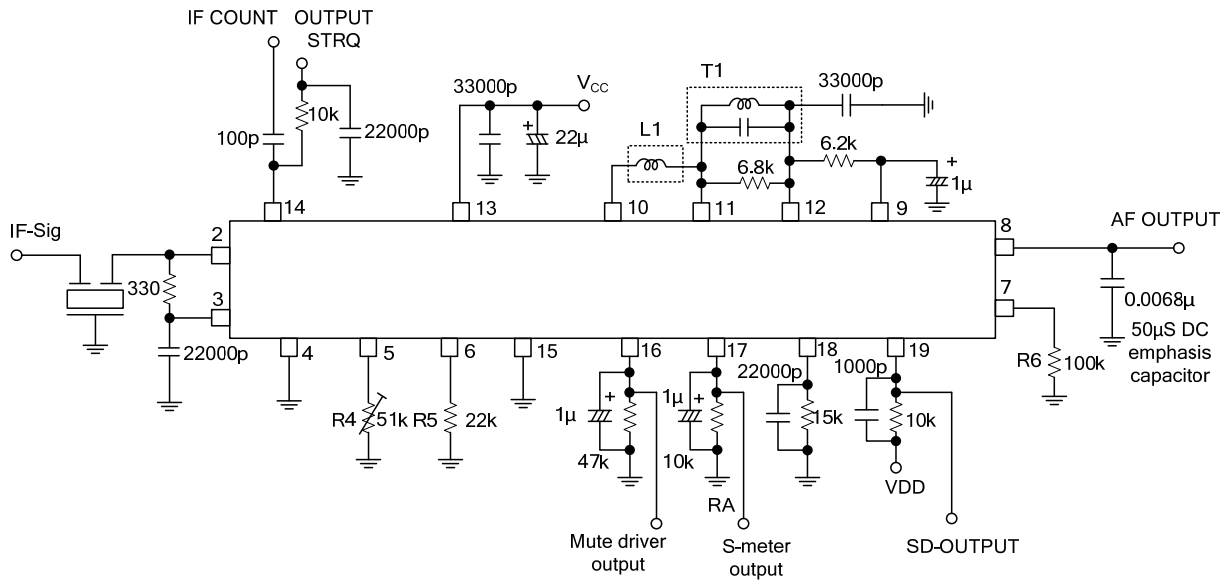 IF COUNT
OUTPUT
STRQ
10k
100p
22000p
33000p
V_CC
22μ
T1
33000p
L1
6.8k
6.2k
1μ
14
13
10
11
12
9
IF-Sig
2
3
330
22000p
8
7
AF OUTPUT
0.0068μ
50μS DC
emphasis
capacitor
R6
100k
4
5
6
15
16
17
18
19
R4
51k
R5
22k
1μ
47k
1μ
10k
RA
22000p
15k
1000p
10k
VDD
Mute driver
output
S-meter
output
SD-OUTPUT